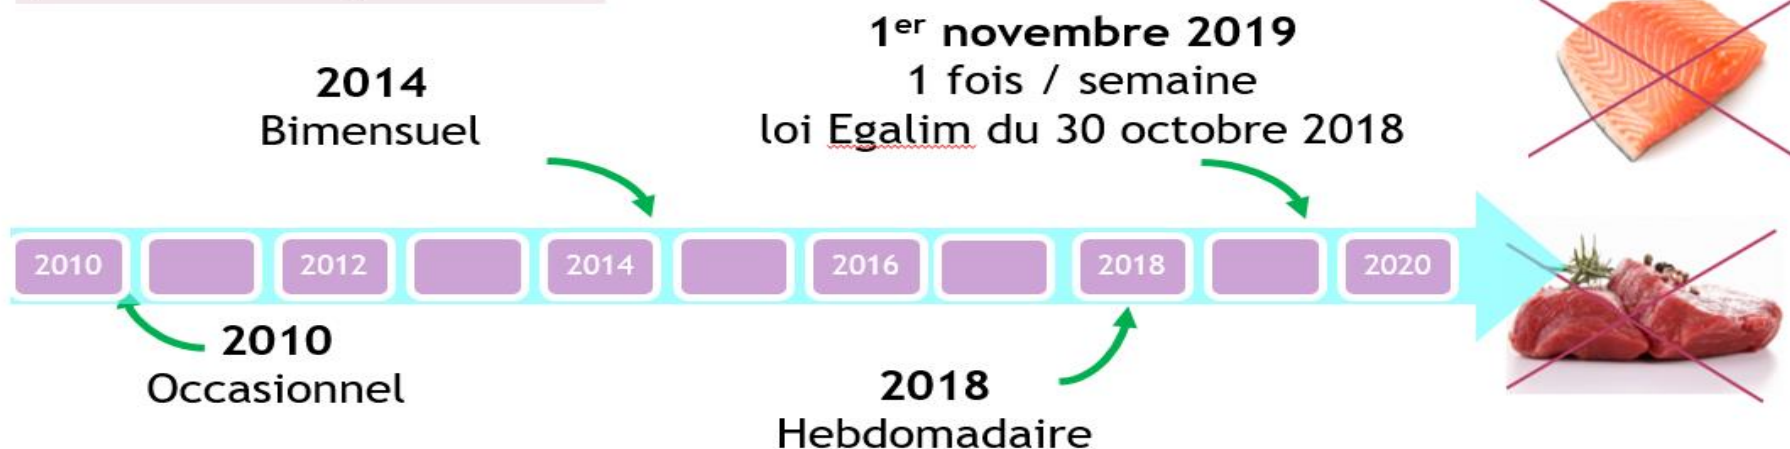 1er novembre 2019
1 fois / semaine
loi Egalim du 30 octobre 2018
2014
Bimensuel
2010
2012
2014
2016
2018
2020
2010
Occasionnel
2018
Hebdomadaire